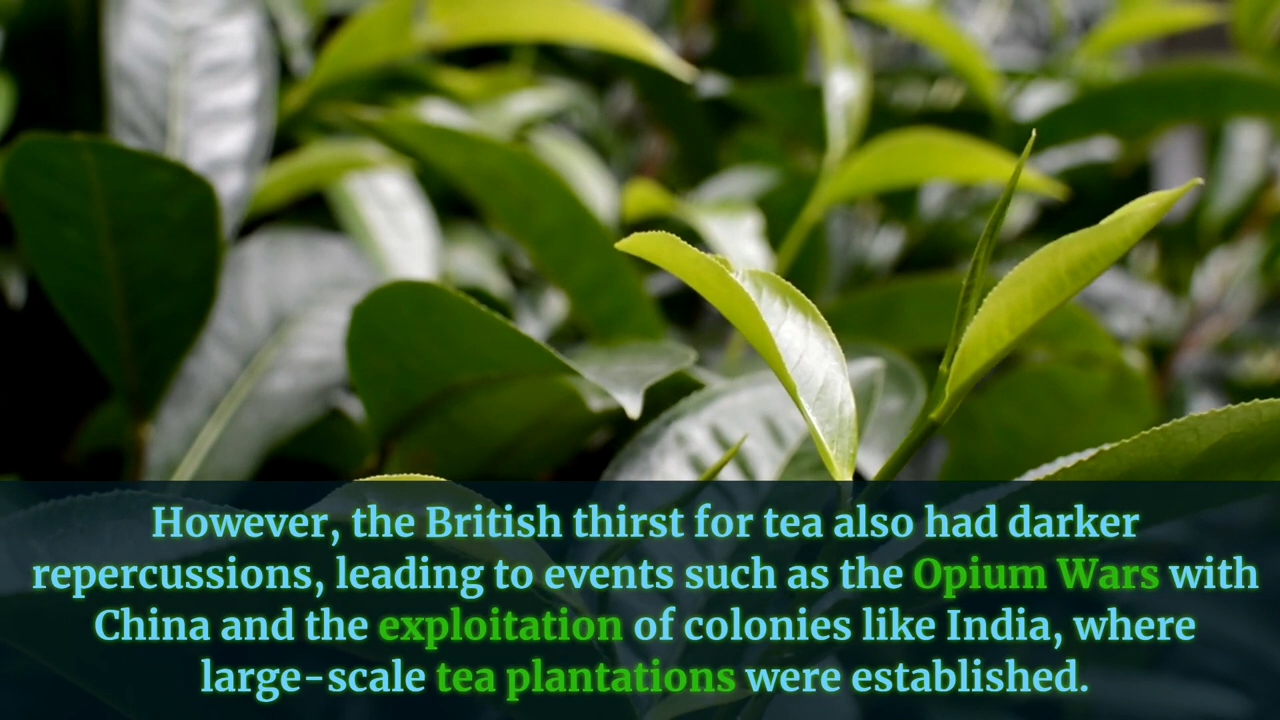 However, the British thirst for tea also had darker
repercussions, leading to events such as the Opium Wars with
China and the exploitation of colonies like India, where
large-scale tea plantations were established.